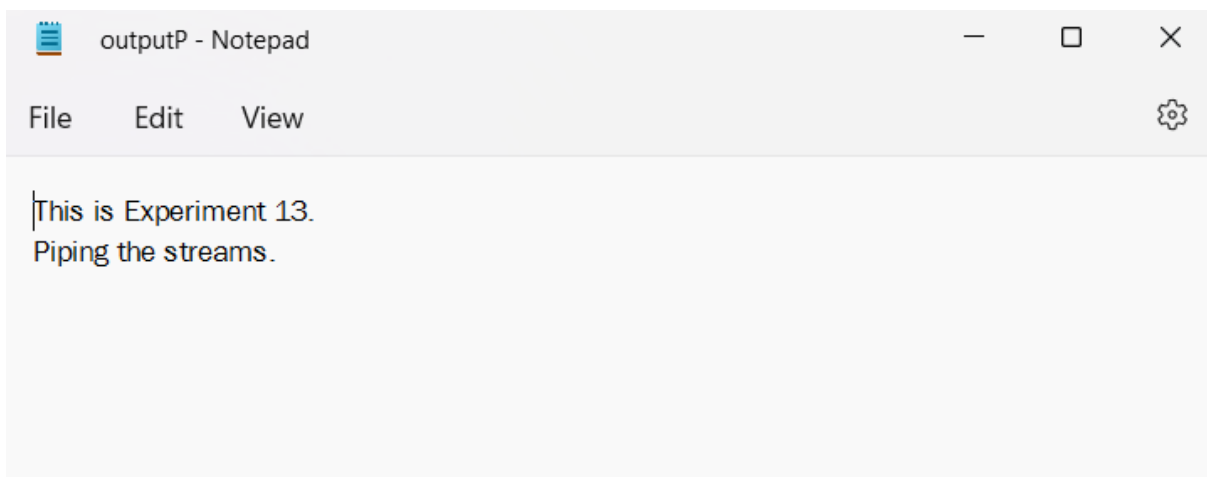 outputP - Notepad
File Edit View
This is Experiment 13.
Piping the streams.